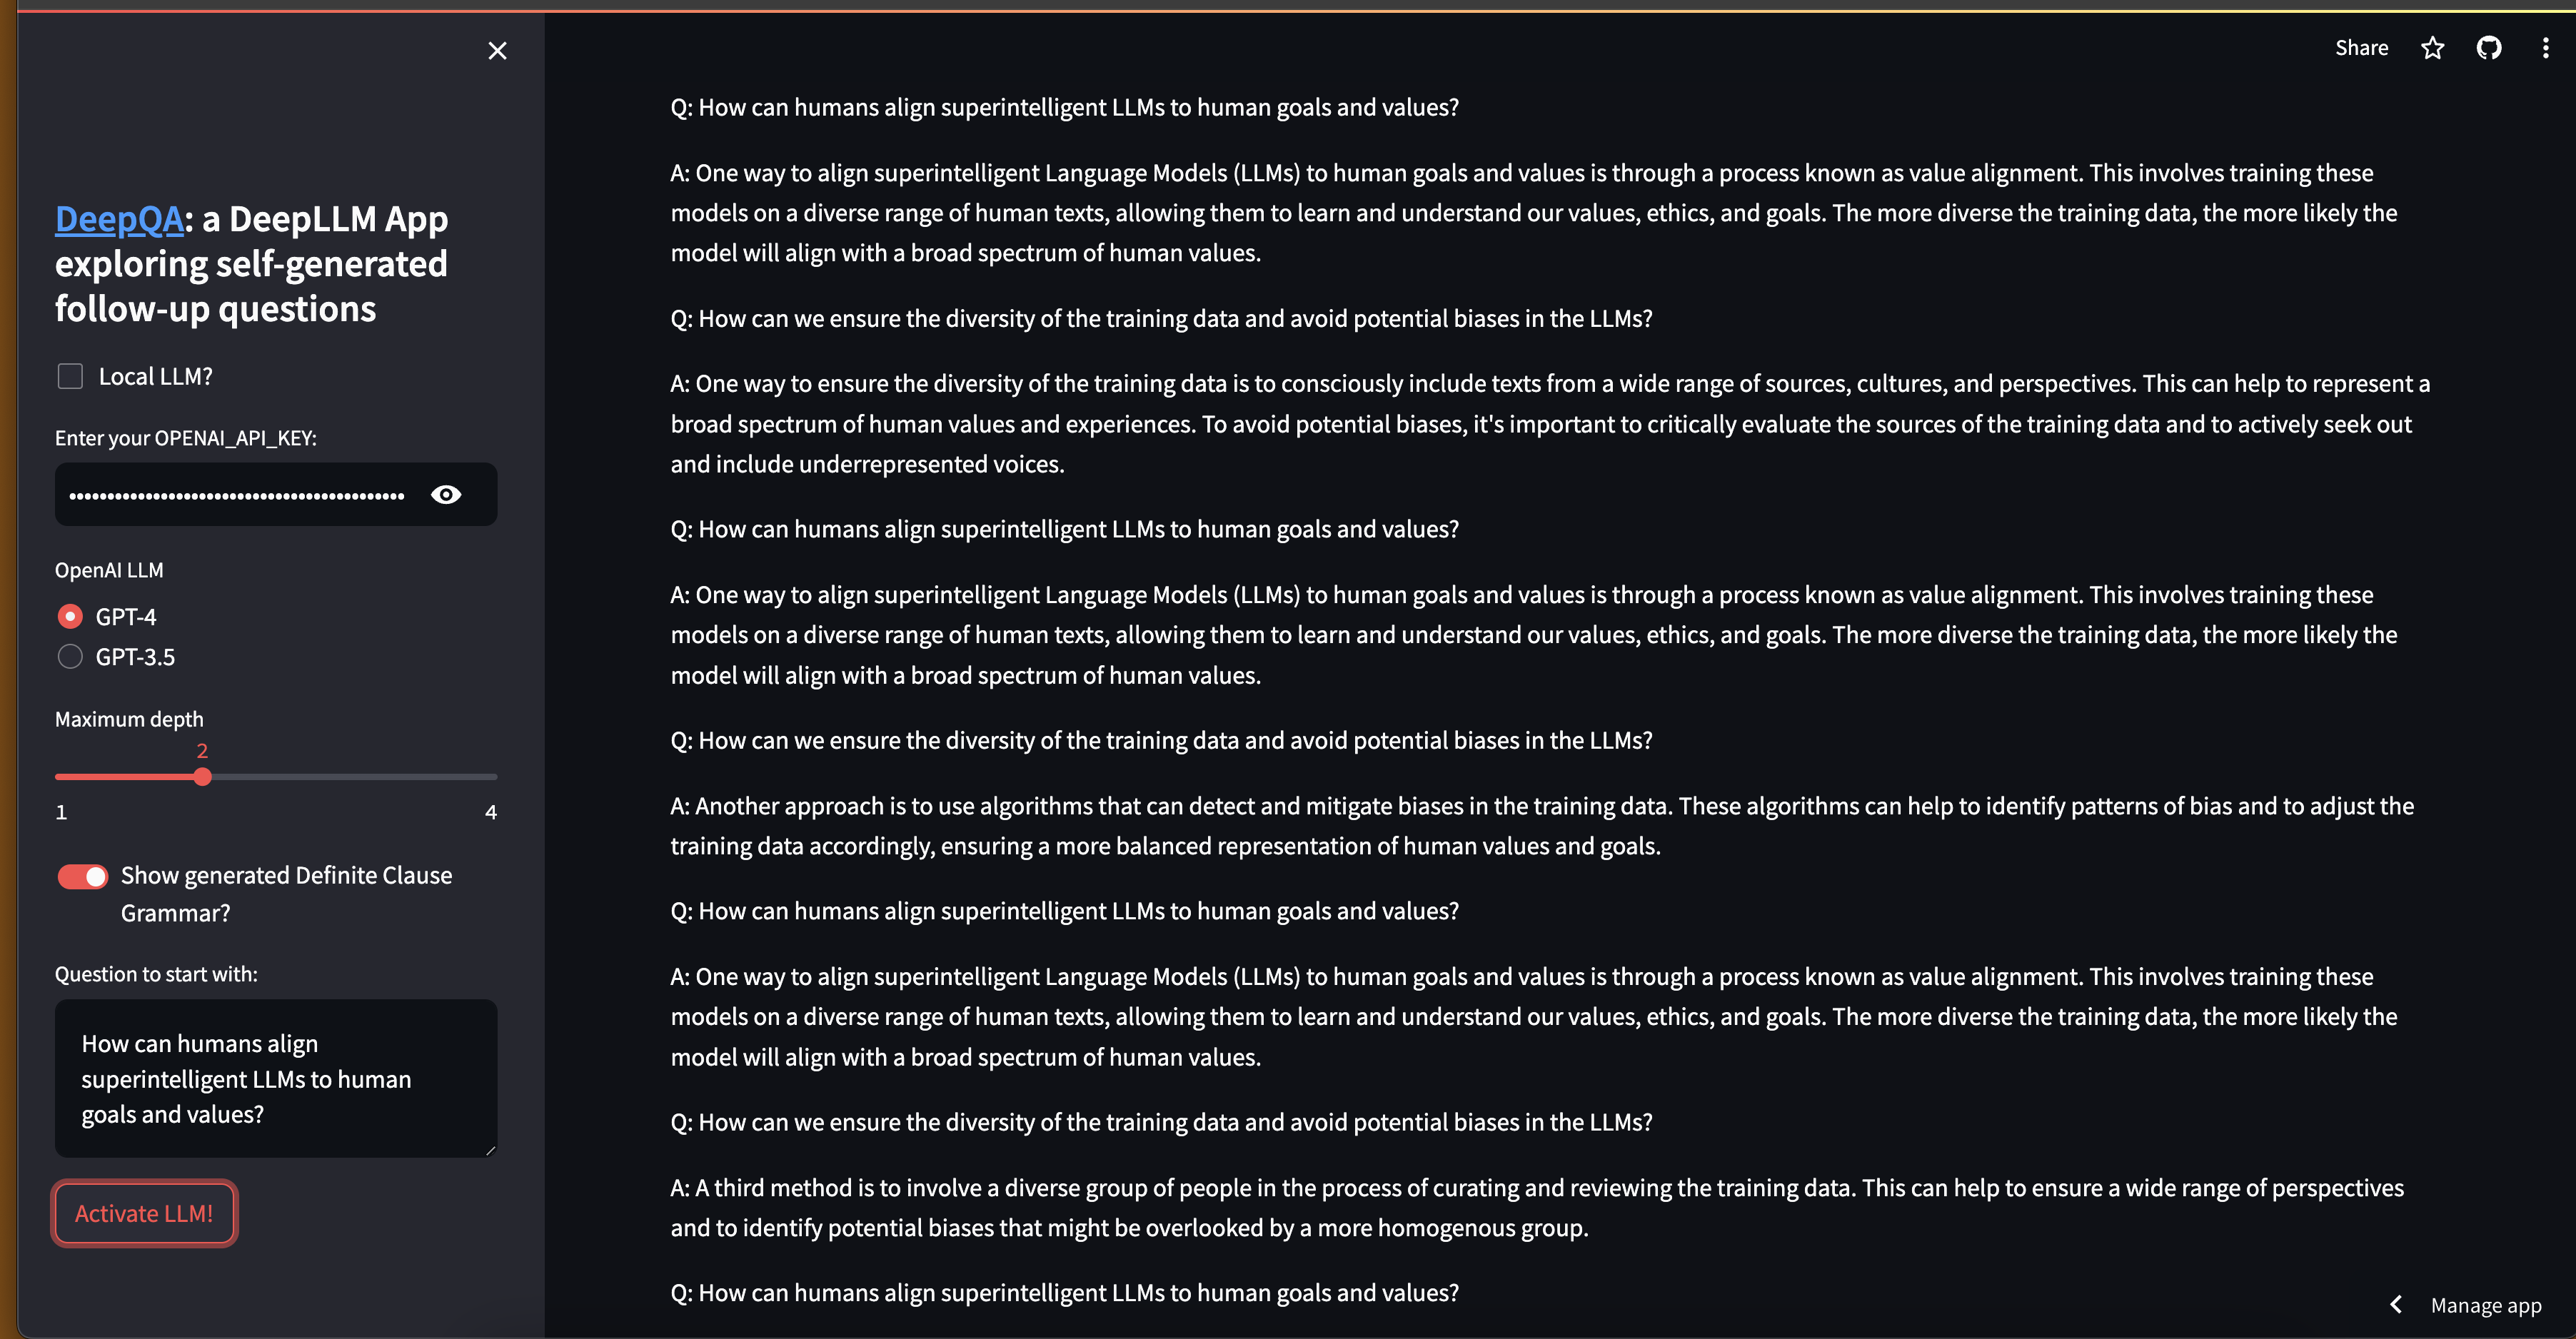 DeepQA: a DeepLLM App
exploring self-generated
follow-up questions
Local LLM?
Enter your OPENAI_API_KEY:
••••••••••••••••••••••••••••••••••••••••••••
OpenAI LLM
GPT-4
GPT-3.5
Maximum depth
2
1 4
Show generated Definite Clause
Grammar?
Question to start with:
How can humans align
superintelligent LLMs to human
goals and values?
Activate LLM!
Share
Q: How can humans align superintelligent LLMs to human goals and values?
A: One way to align superintelligent Language Models (LLMs) to human goals and values is through a process known as value alignment. This involves training these
models on a diverse range of human texts, allowing them to learn and understand our values, ethics, and goals. The more diverse the training data, the more likely the
model will align with a broad spectrum of human values.
Q: How can we ensure the diversity of the training data and avoid potential biases in the LLMs?
A: One way to ensure the diversity of the training data is to consciously include texts from a wide range of sources, cultures, and perspectives. This can help to represent a
broad spectrum of human values and experiences. To avoid potential biases, it's important to critically evaluate the sources of the training data and to actively seek out
and include underrepresented voices.
Q: How can humans align superintelligent LLMs to human goals and values?
A: One way to align superintelligent Language Models (LLMs) to human goals and values is through a process known as value alignment. This involves training these
models on a diverse range of human texts, allowing them to learn and understand our values, ethics, and goals. The more diverse the training data, the more likely the
model will align with a broad spectrum of human values.
Q: How can we ensure the diversity of the training data and avoid potential biases in the LLMs?
A: Another approach is to use algorithms that can detect and mitigate biases in the training data. These algorithms can help to identify patterns of bias and to adjust the
training data accordingly, ensuring a more balanced representation of human values and goals.
Q: How can humans align superintelligent LLMs to human goals and values?
A: One way to align superintelligent Language Models (LLMs) to human goals and values is through a process known as value alignment. This involves training these
models on a diverse range of human texts, allowing them to learn and understand our values, ethics, and goals. The more diverse the training data, the more likely the
model will align with a broad spectrum of human values.
Q: How can we ensure the diversity of the training data and avoid potential biases in the LLMs?
A: A third method is to involve a diverse group of people in the process of curating and reviewing the training data. This can help to ensure a wide range of perspectives
and to identify potential biases that might be overlooked by a more homogenous group.
Q: How can humans align superintelligent LLMs to human goals and values?
Manage app